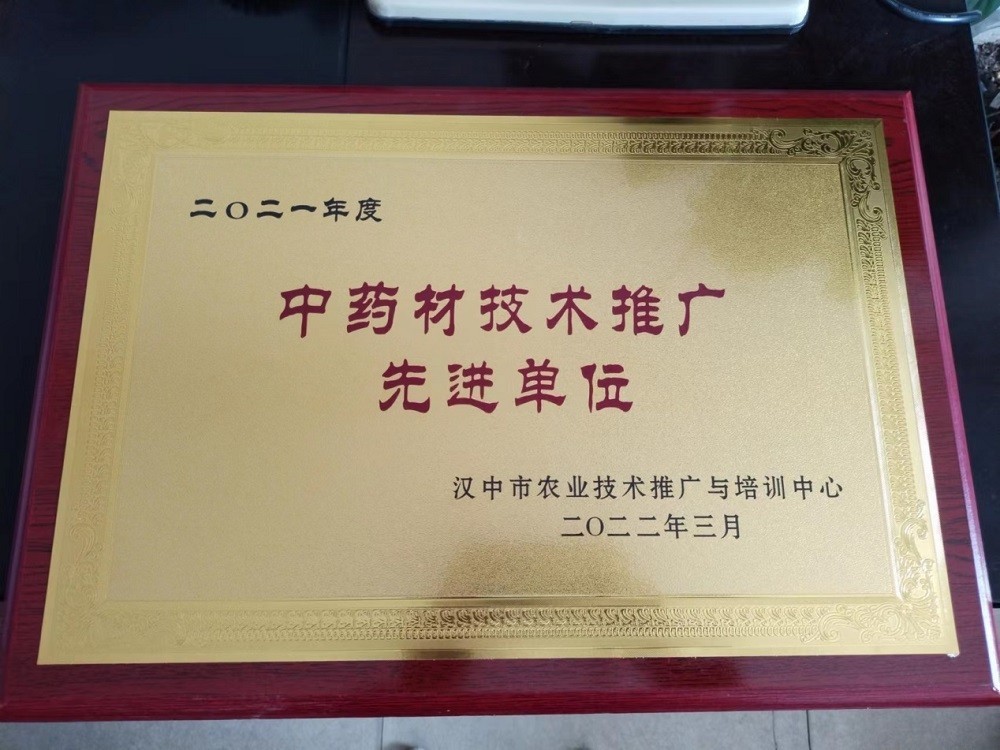 二〇二一年度
中药材技术推广
先进单位
汉中市农业技术推广与培训中心
二〇二二年三月